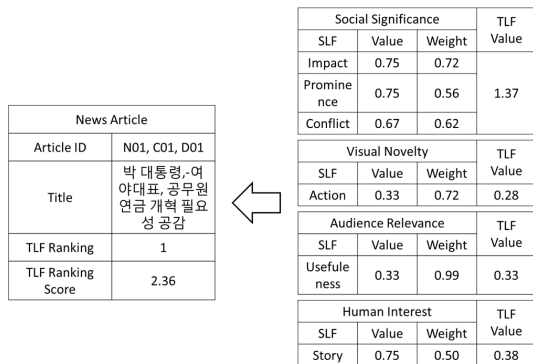 News Article
Article ID
N01, C01, D01
Title
박 대통령,-여
야대표, 공무원
연금 개혁 필요
성 공감
TLF Ranking
1
TLF Ranking
Score
2.36
Social Significance
TLF
Value
SLF
Value
Weight
Impact
0.75
0.72
Promine
nce
0.75
0.56
1.37
Conflict
0.67
0.62
Visual Novelty
TLF
Value
SLF
Value
Weight
Action
0.33
0.72
0.28
Audience Relevance
TLF
Value
SLF
Value
Weight
Usefule
ness
0.33
0.99
0.33
Human Interest
TLF
Value
SLF
Value
Weight
Story
0.75
0.50
0.38